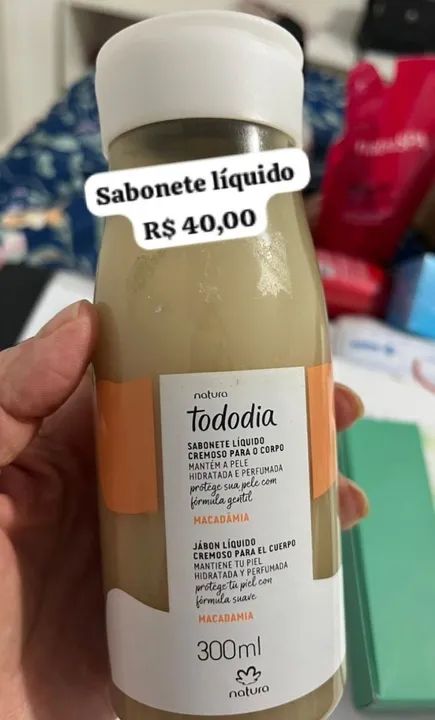 Sabonete líquido
R$ 40,00
natura
tododia
SABONETE LÍQUIDO
CREMOSO PARA O CORPO
MANTÉM A PELE
HIDRATADA E PERFUMADA
protege sua pele com
fórmula gentil
MACADÂMIA
JÁBON LÍQUIDO
CREMOSO PARA EL CUERPO
MANTIENE TU PIEL
HIDRATADA Y PERFUMADA
protége tu piel con
fórmula suave
MACADAMIA
300ml
natura